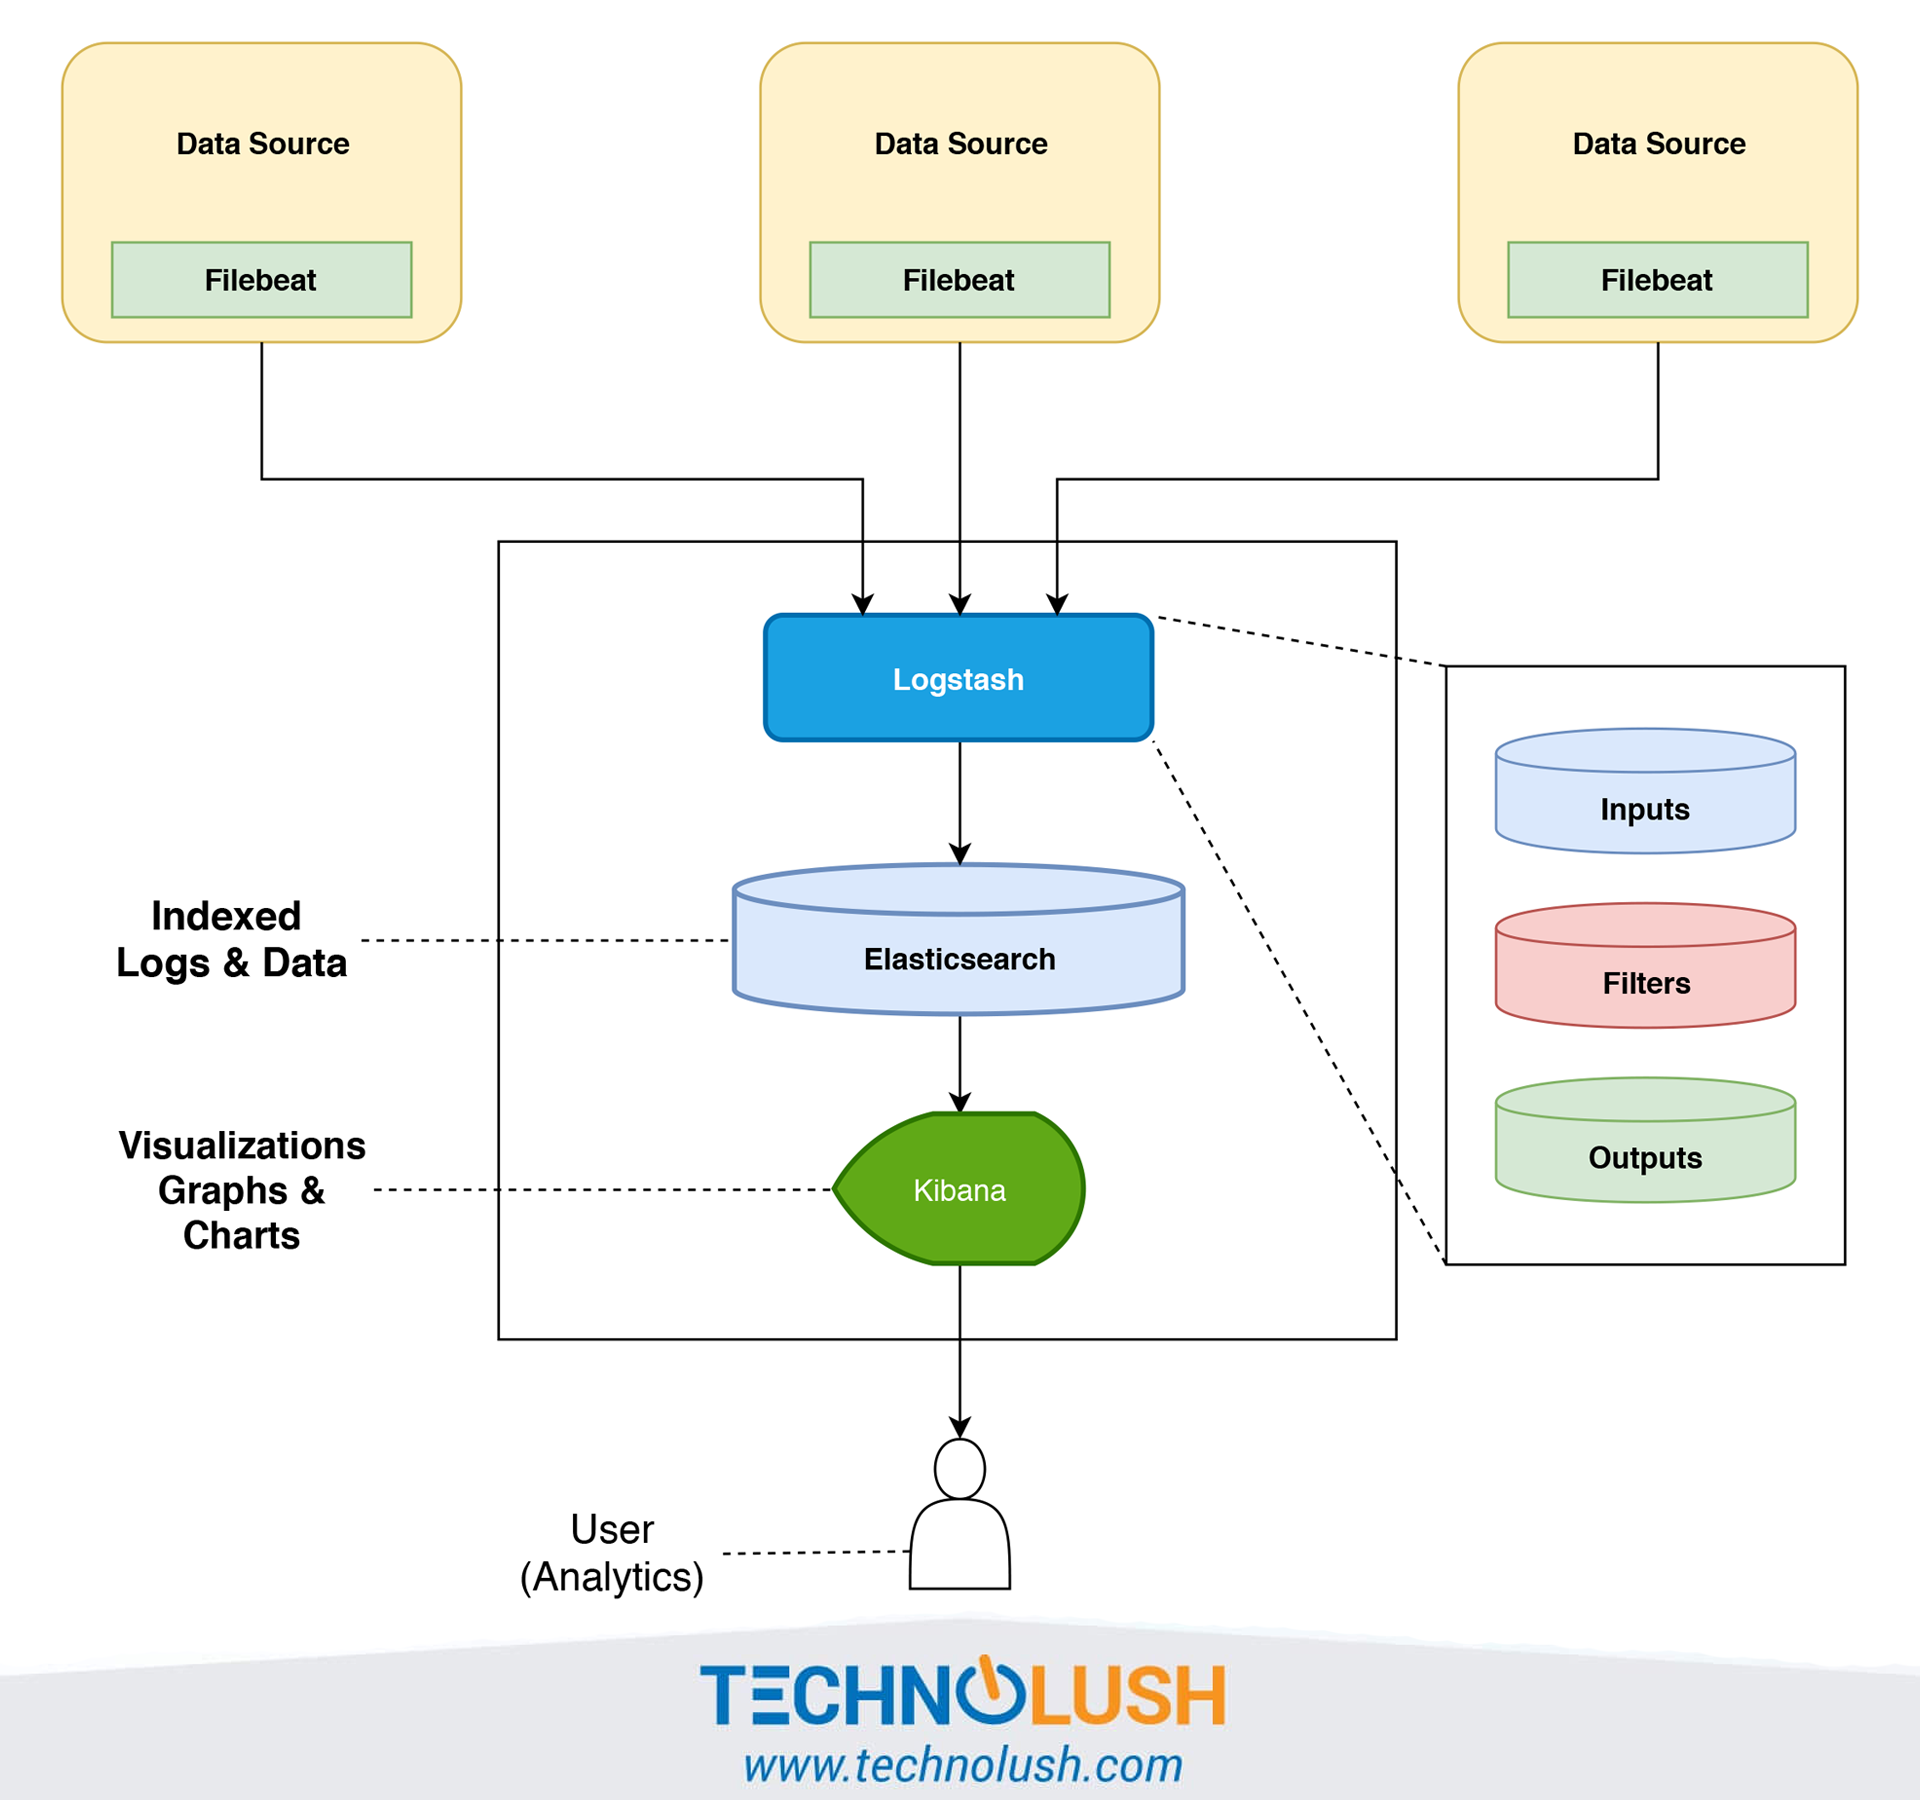 Data Source
Data Source
Data Source
Filebeat
Filebeat
Filebeat
Logstash
Inputs
Indexed
Logs & Data
Elasticsearch
Filters
Visualizations
Graphs &
Charts
Kibana
Outputs
User
(Analytics)
TECHNOLUSH
www.technolush.com